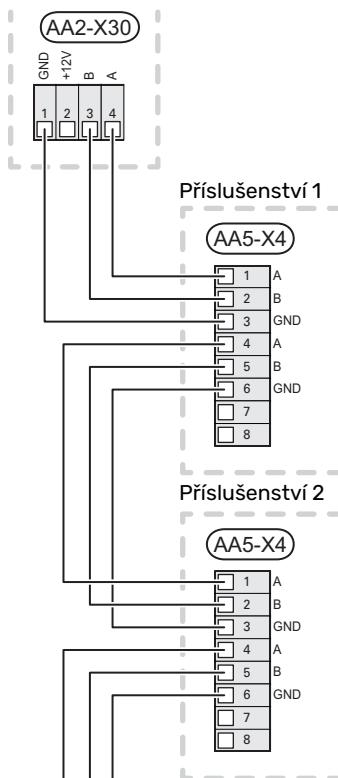 AA2-X30
GND +12V B A
1 2 3 4
Příslušenství 1
AA5-X4
1 A
2 B
3 GND
4 A
5 B
6 GND
7
8
Příslušenství 2
AA5-X4
1 A
2 B
3 GND
4 A
5 B
6 GND
7
8